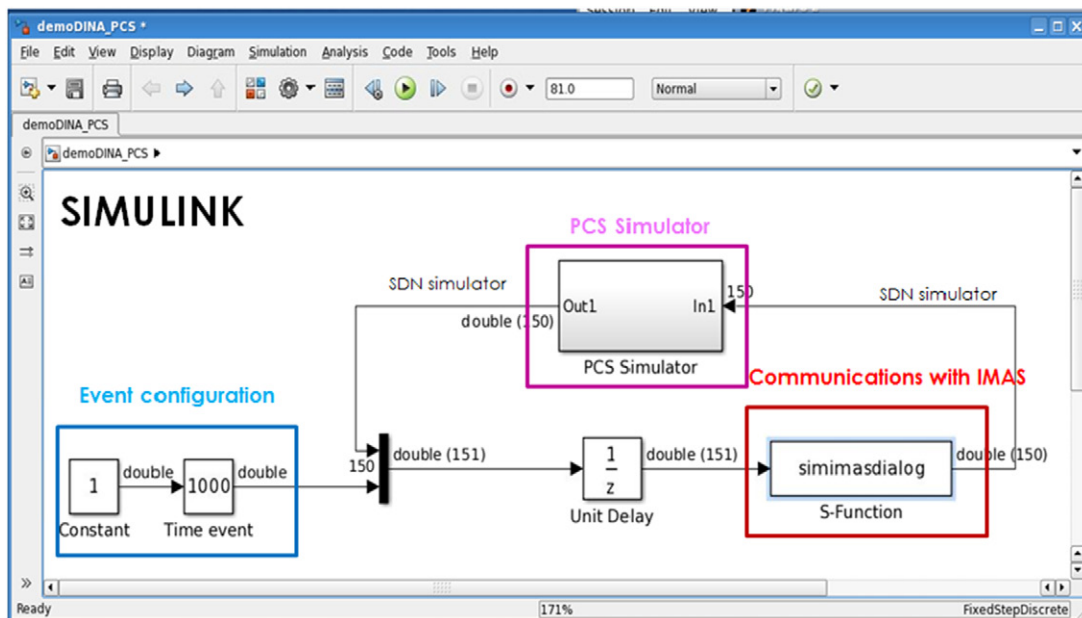 Session Edit View
demoDINA_PCS *
File Edit View Display Diagram Simulation Analysis Code Tools Help
81.0
Normal
demoDINA_PCS
demoDINA_PCS
SIMULINK
PCS Simulator
SDN simulator
150
SDN simulator
Out1
In1
double (150)
PCS Simulator
Communications with IMAS
Event configuration
double
double
150
double (151)
double (151)
double (150)
1
1000
1
z
simimasdialog
Constant
Time event
Unit Delay
S-Function
Ready
171%
FixedStepDiscrete